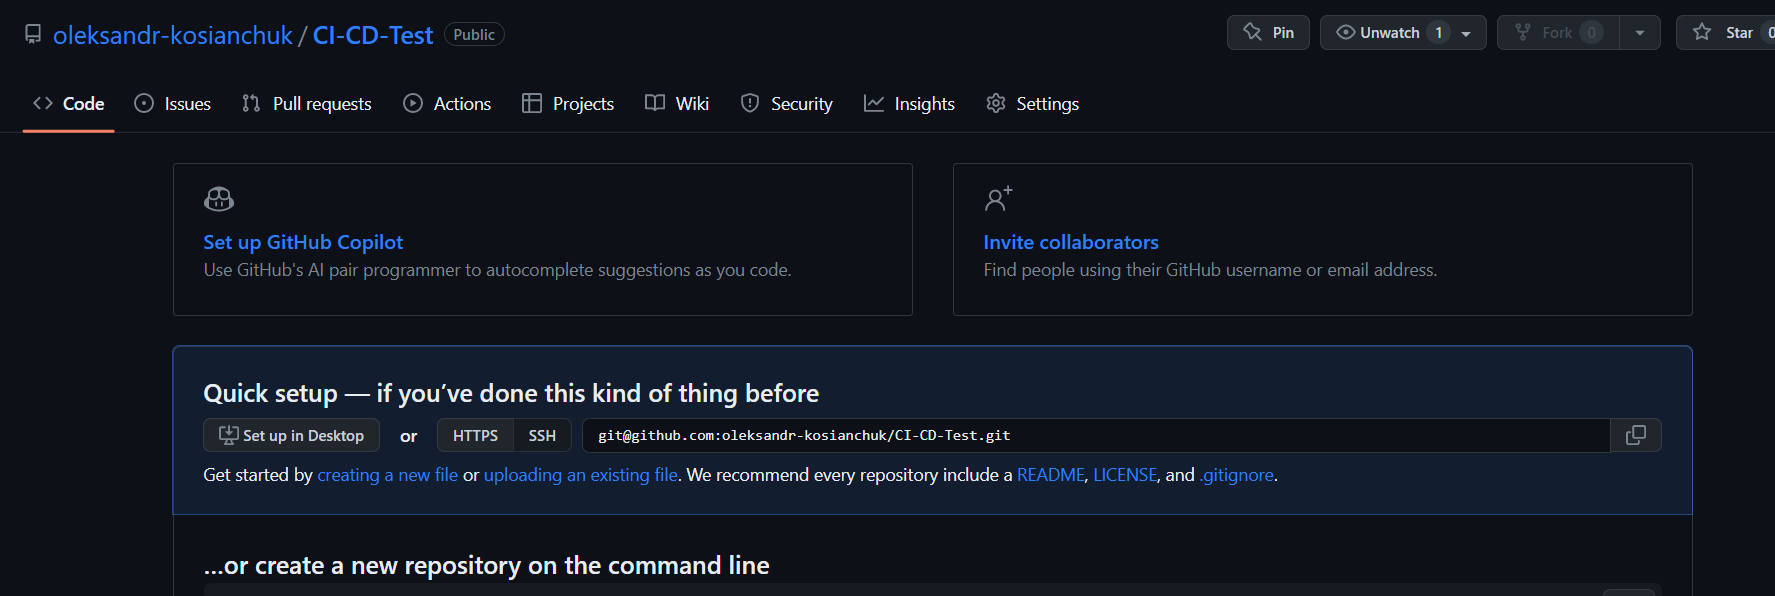 oleksandr-kosianchuk / CI-CD-Test Public Pin Unwatch 1 Fork 0 Star 0
Code Issues Pull requests Actions Projects Wiki Security Insights Settings
Set up GitHub Copilot
Use GitHub's AI pair programmer to autocomplete suggestions as you code.
Invite collaborators
Find people using their GitHub username or email address.
Quick setup — if you’ve done this kind of thing before
Set up in Desktop or HTTPS SSH git@github.com:oleksandr-kosianchuk/CI-CD-Test.git
Get started by creating a new file or uploading an existing file. We recommend every repository include a README, LICENSE, and .gitignore.
…or create a new repository on the command line